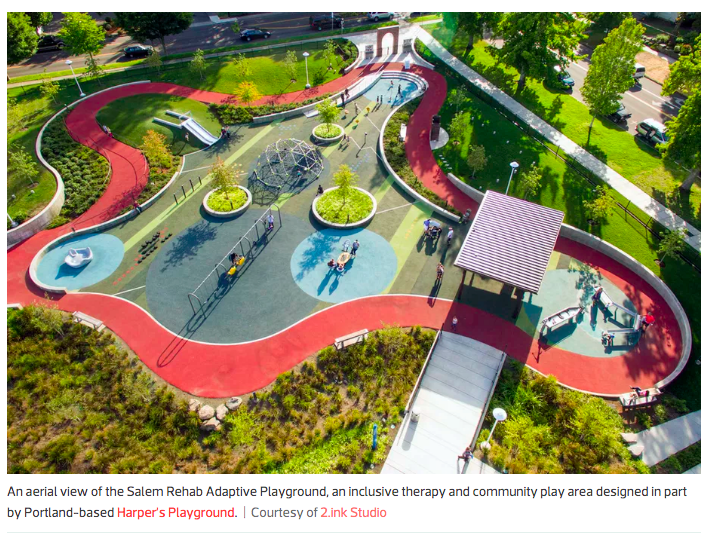 An aerial view of the Salem Rehab Adaptive Playground, an inclusive therapy and community play area designed in part
by Portland-based Harper's Playground. | Courtesy of 2.ink Studio